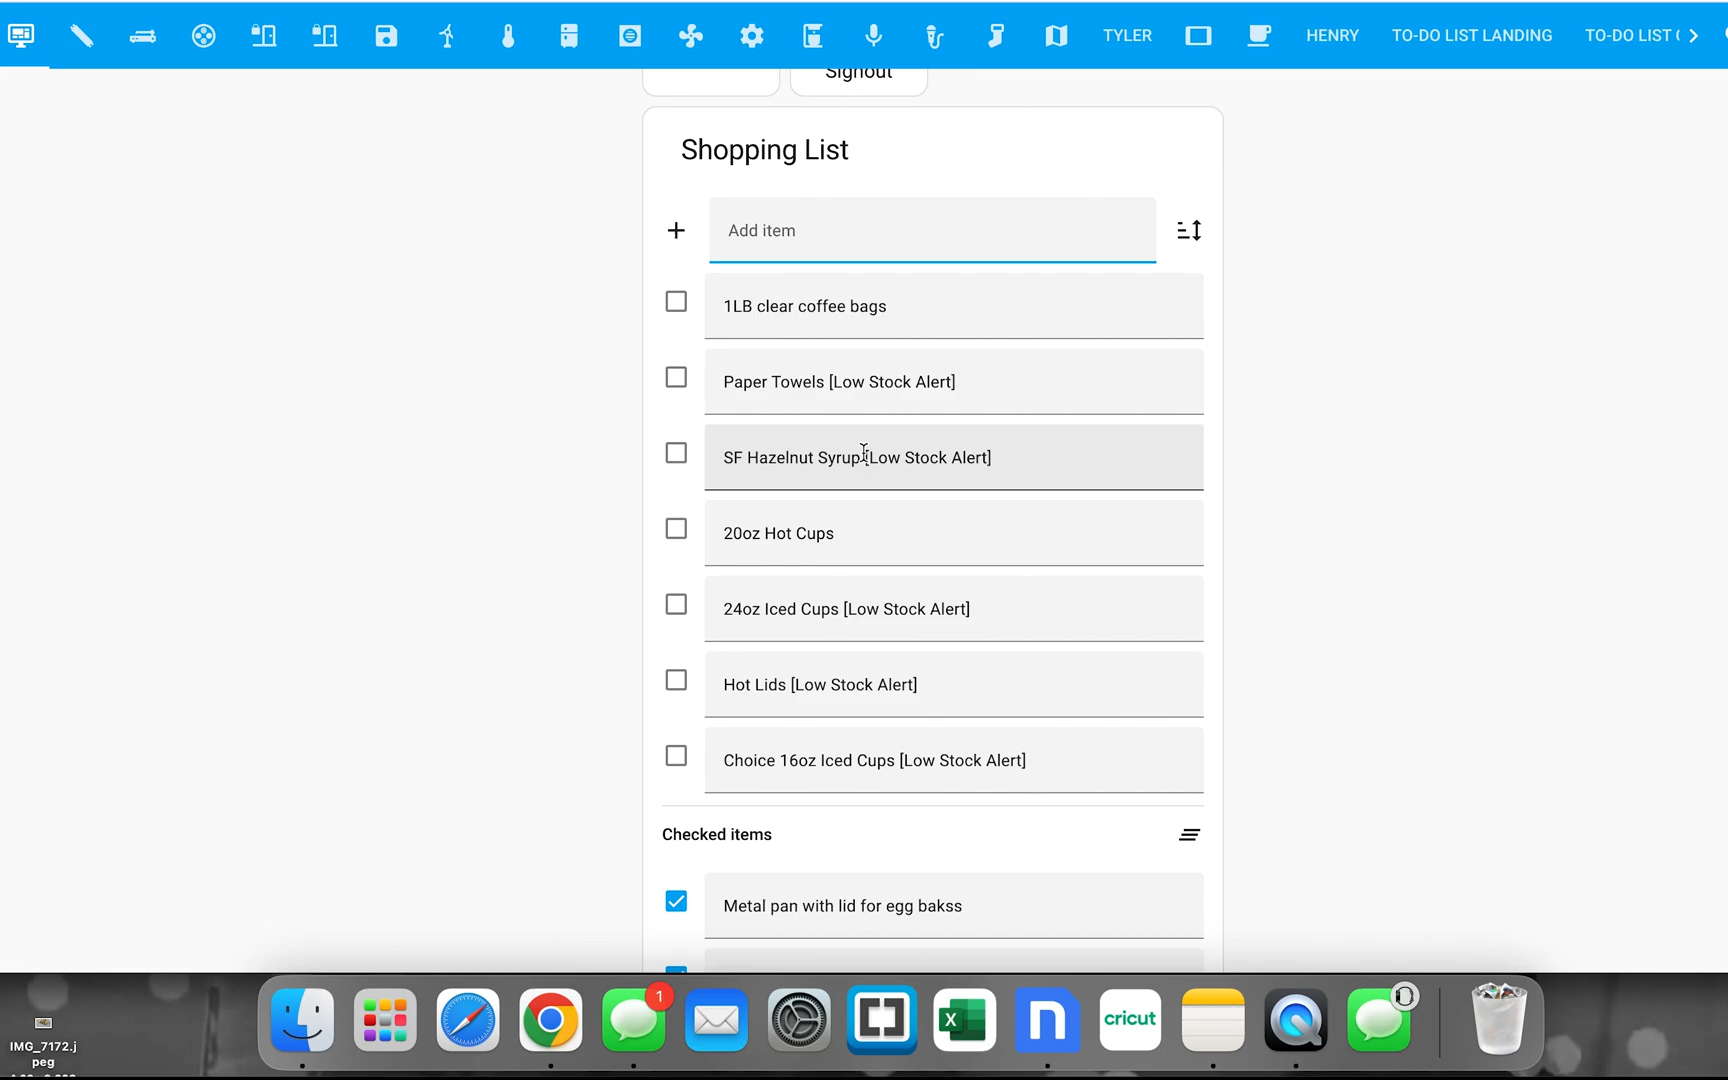 TYLER
HENRY
TO-DO LIST LANDING
TO-DO LIST
Signout
Shopping List
Add item
1LB clear coffee bags
Paper Towels [Low Stock Alert]
SF Hazelnut Syrup [Low Stock Alert]
20oz Hot Cups
24oz Iced Cups [Low Stock Alert]
Hot Lids [Low Stock Alert]
Choice 16oz Iced Cups [Low Stock Alert]
Checked items
Metal pan with lid for egg bakss
1
X
n
cricut
IMG_7172.j
peg